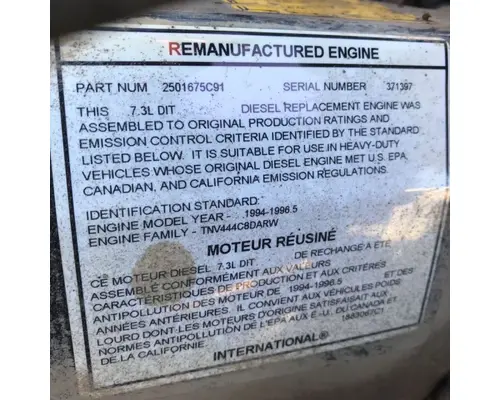 REMANUFACTURED ENGINE
PART NUM 2501675C91 SERIAL NUMBER 371397
THIS 7.3L DIT DIESEL REPLACEMENT ENGINE WAS
ASSEMBLED TO ORIGINAL PRODUCTION RATINGS AND
EMISSION CONTROL CRITERIA IDENTIFIED BY THE STANDARD
LISTED BELOW. IT IS SUITABLE FOR USE IN HEAVY-DUTY
VEHICLES WHOSE ORIGINAL DIESEL ENGINE MET U.S. EPA,
CANADIAN, AND CALIFORNIA EMISSION REGULATIONS.
IDENTIFICATION STANDARD:
ENGINE MODEL YEAR - 1994-1996.5
ENGINE FAMILY - TNV444C8DARW
MOTEUR RÉUSINÉ
CE MOTEUR DIESEL 7.3L DIT DE RECHANGE A ÉTÉ
ASSEMBLÉ CONFORMÉMENT AUX VALEURS
CARACTÉRISTIQUES DE PRODUCTION ET AUX CRITÈRES
ANTIPOLLUTION DES MOTEUR DE 1994-1996.5 ET DES
ANNÉES ANTÉRIEURES. IL CONVIENT AUX VÉHICULES POIDS
LOURD DONT LES MOTEURS D'ORIGINE SATISFAISAIT AUX
NORMES ANTIPOLLUTION DE L'EPA AUX É.-U., DU CANADA ET
DE LA CALIFORNIE. 1833067C1
INTERNATIONAL®